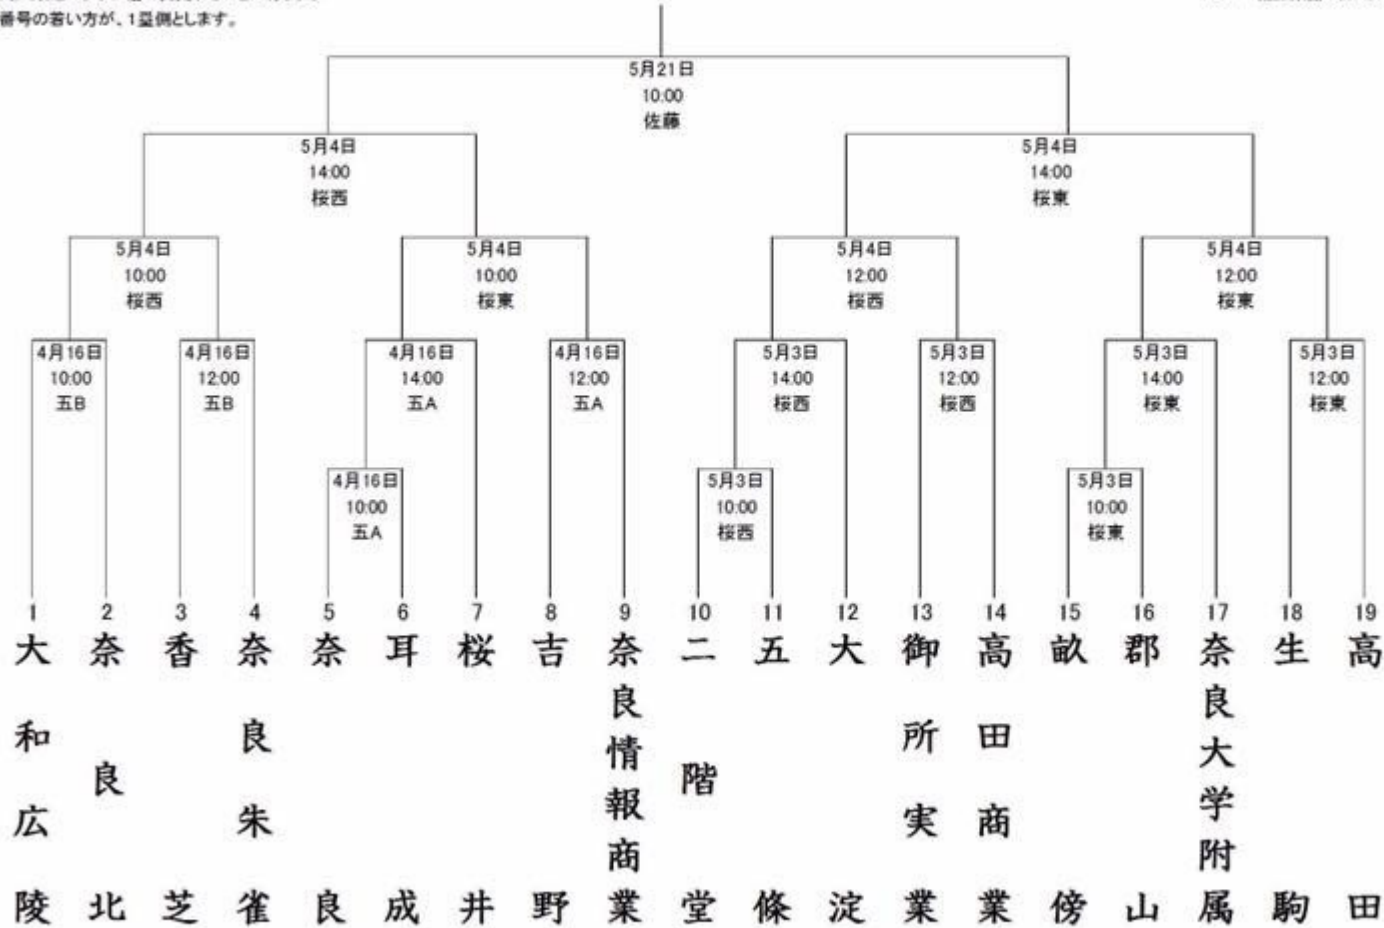 番号の若い方が、1塁側とします。
5月21日
10:00
佐藤
5月4日
14:00
桜西
5月4日
14:00
桜東
5月4日
10:00
桜西
5月4日
10:00
桜東
5月4日
12:00
桜西
5月4日
12:00
桜東
4月16日
10:00
五B
4月16日
12:00
五B
4月16日
14:00
五A
4月16日
12:00
五A
5月3日
14:00
桜西
5月3日
12:00
桜西
5月3日
14:00
桜東
5月3日
12:00
桜東
4月16日
10:00
五A
5月3日
10:00
桜西
5月3日
10:00
桜東
1
大和広陵
2
奈良北
3
香芝
4
奈良朱雀
5
奈良
6
耳成
7
桜井
8
吉野
9
奈良情報商業
10
二階堂
11
五條
12
大淀
13
御所実業
14
高田商業
15
畝傍
16
郡山
17
奈良大学附属
18
生駒
19
高田